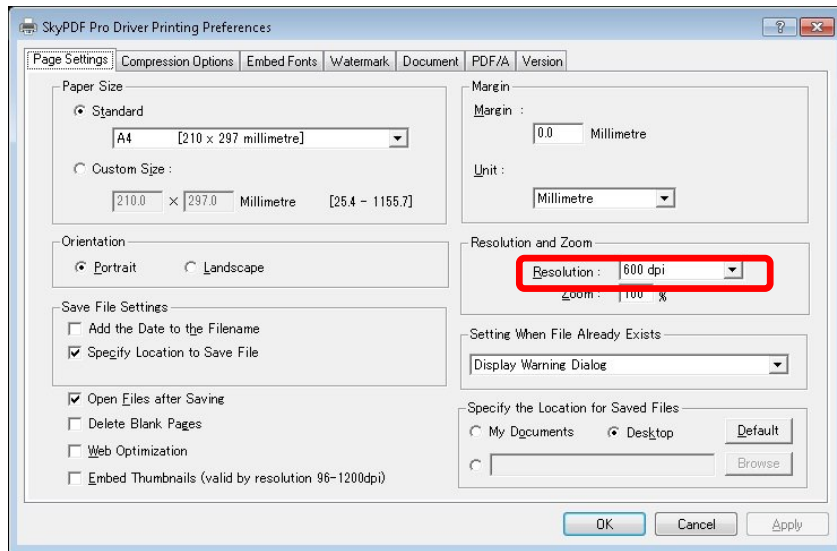 SkyPDF Pro Driver Printing Preferences
Page Settings Compression Options Embed Fonts Watermark Document PDF/A Version
Paper Size
Standard
A4 [210 x 297 millimetre]
Custom Size :
210.0 × 297.0 Millimetre [25.4 - 1155.7]
Margin
Margin :
0.0 Millimetre
Unit :
Millimetre
Orientation
Portrait Landscape
Resolution and Zoom
Resolution : 600 dpi
Zoom : 100 %
Save File Settings
Add the Date to the Filename
Specify Location to Save File
Open Files after Saving
Delete Blank Pages
Web Optimization
Embed Thumbnails (valid by resolution 96-1200dpi)
Setting When File Already Exists
Display Warning Dialog
Specify the Location for Saved Files
My Documents Desktop Default
Browse
OK Cancel Apply